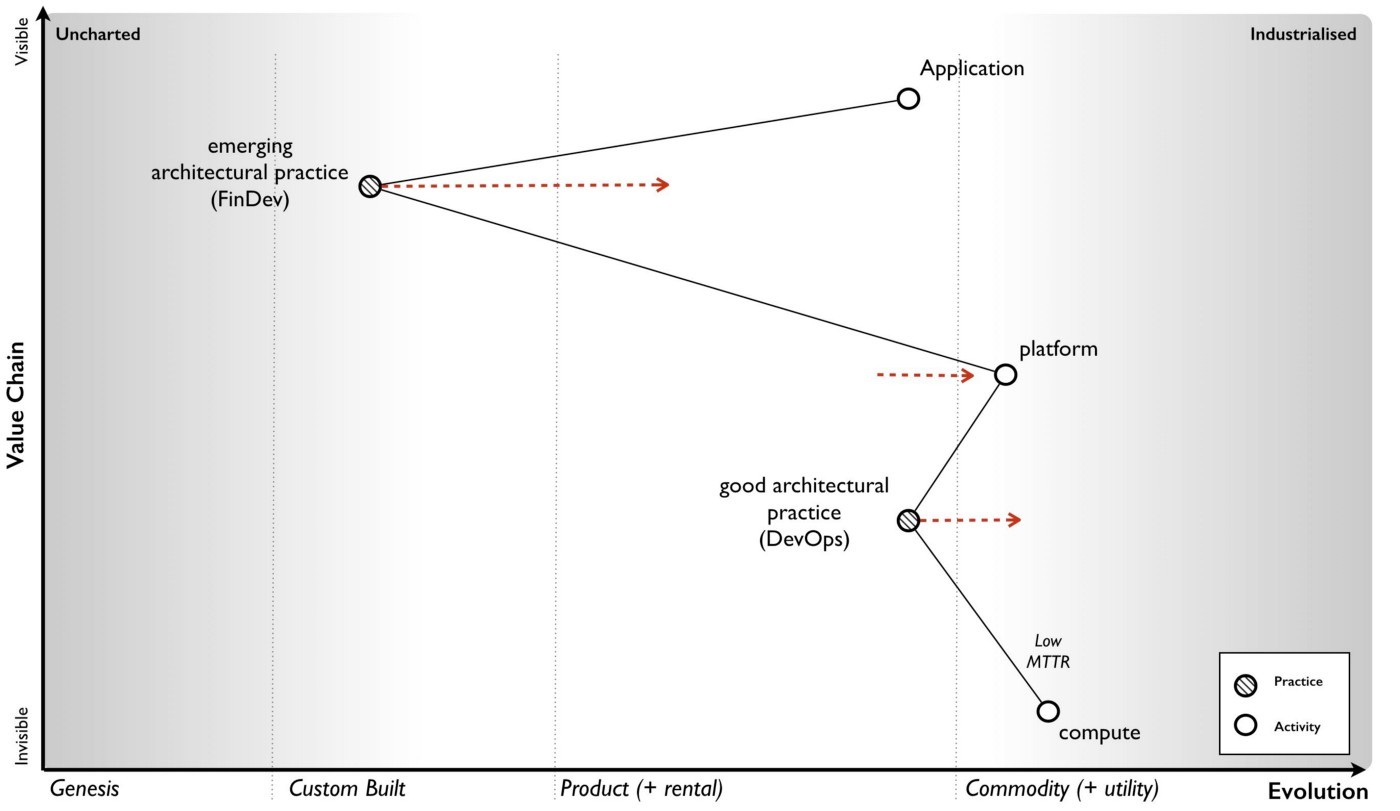 Visible
Uncharted
Industrialised
Application
emerging
architectural practice
(FinDev)
platform
Value Chain
good architectural
practice
(DevOps)
Low
MTTR
compute
Practice
Activity
Invisible
Genesis
Custom Built
Product (+ rental)
Commodity (+ utility)
Evolution